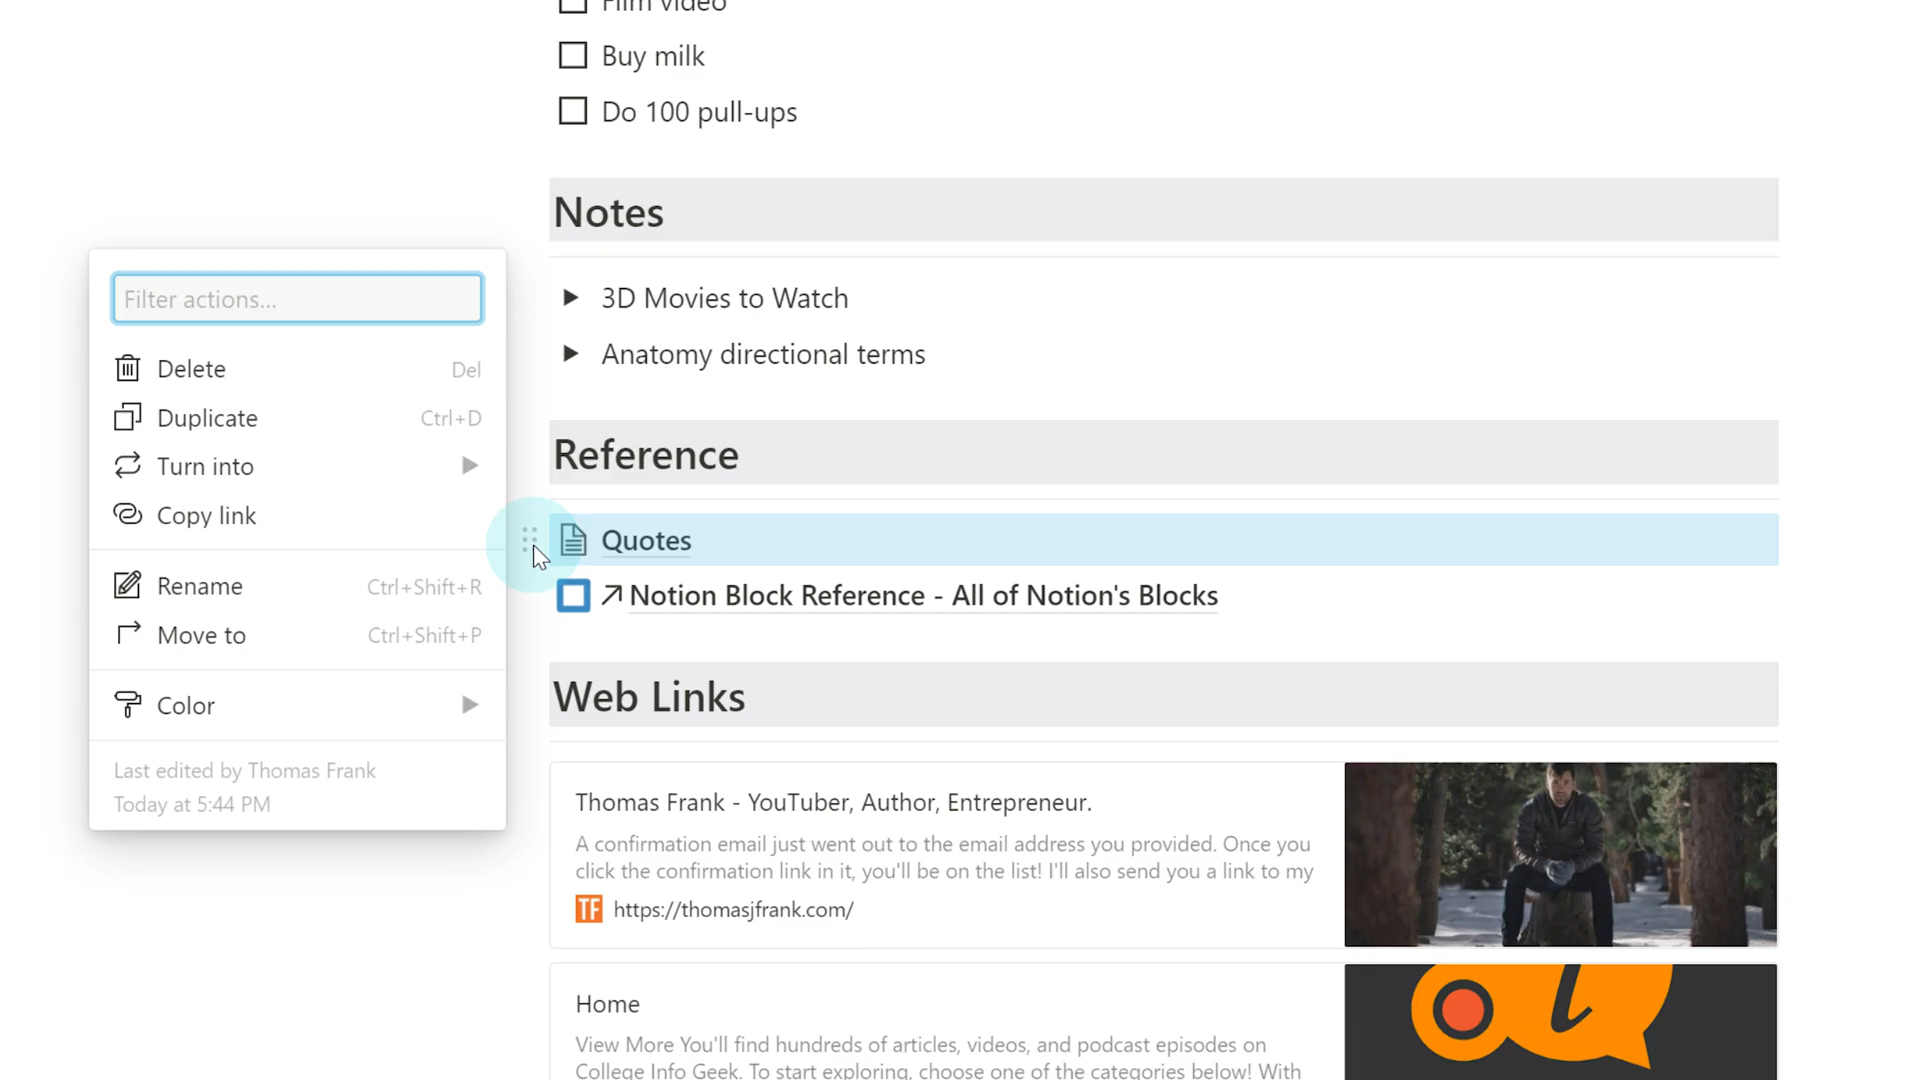 Film video
Buy milk
Do 100 pull-ups
Notes
3D Movies to Watch
Anatomy directional terms
Filter actions...
Delete Del
Duplicate Ctrl+D
Turn into
Copy link
Rename Ctrl+Shift+R
Move to Ctrl+Shift+P
Color
Last edited by Thomas Frank
Today at 5:44 PM
Reference
Quotes
Notion Block Reference - All of Notion's Blocks
Web Links
Thomas Frank - YouTuber, Author, Entrepreneur.
A confirmation email just went out to the email address you provided. Once you
click the confirmation link in it, you'll be on the list! I'll also send you a link to my
TF https://thomasjfrank.com/
Home
View More You'll find hundreds of articles, videos, and podcast episodes on
College Info Geek. To start exploring, choose one of the categories below! With